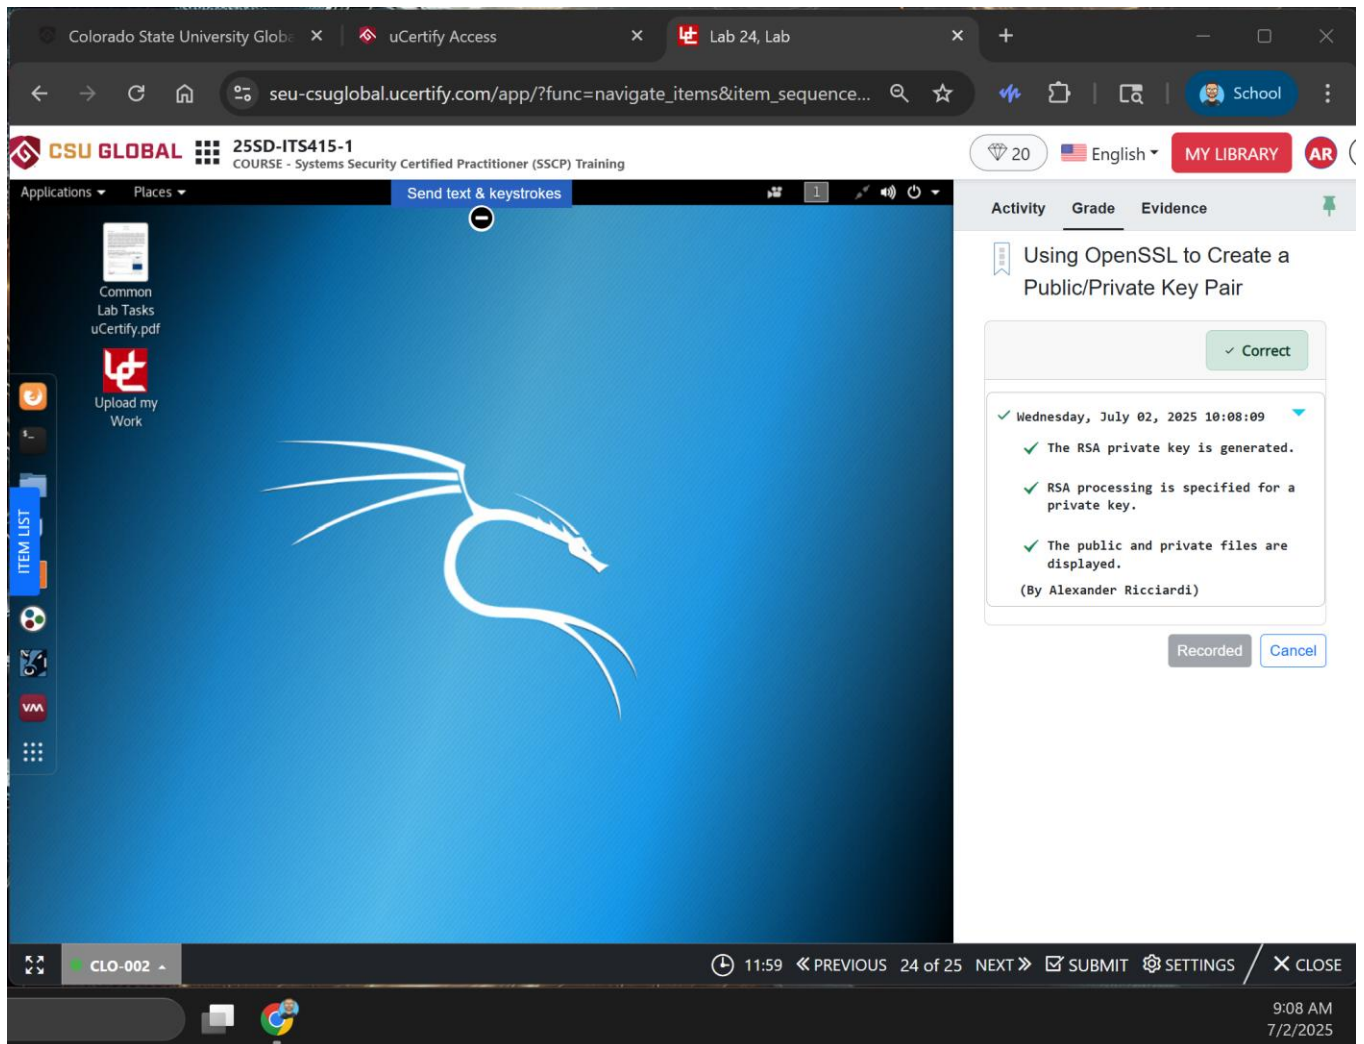 Colorado State University Glob
uCertify Access
Lab 24, Lab
seu-csuglobal.ucertify.com/app/?func=navigate_items&item_sequence...
School
CSU GLOBAL
25SD-ITS415-1
COURSE - Systems Security Certified Practitioner (SSCP) Training
20
English
MY LIBRARY
AR
Applications
Places
Send text & keystrokes
1
Common
Lab Tasks
uCertify.pdf
Upload my
Work
ITEM LIST
Activity
Grade
Evidence
Using OpenSSL to Create a
Public/Private Key Pair
Correct
Wednesday, July 02, 2025 10:08:09
The RSA private key is generated.
RSA processing is specified for a
private key.
The public and private files are
displayed.
(By Alexander Ricciardi)
Recorded
Cancel
CLO-002
11:59
PREVIOUS
24 of 25
NEXT
SUBMIT
SETTINGS
CLOSE
9:08 AM
7/2/2025